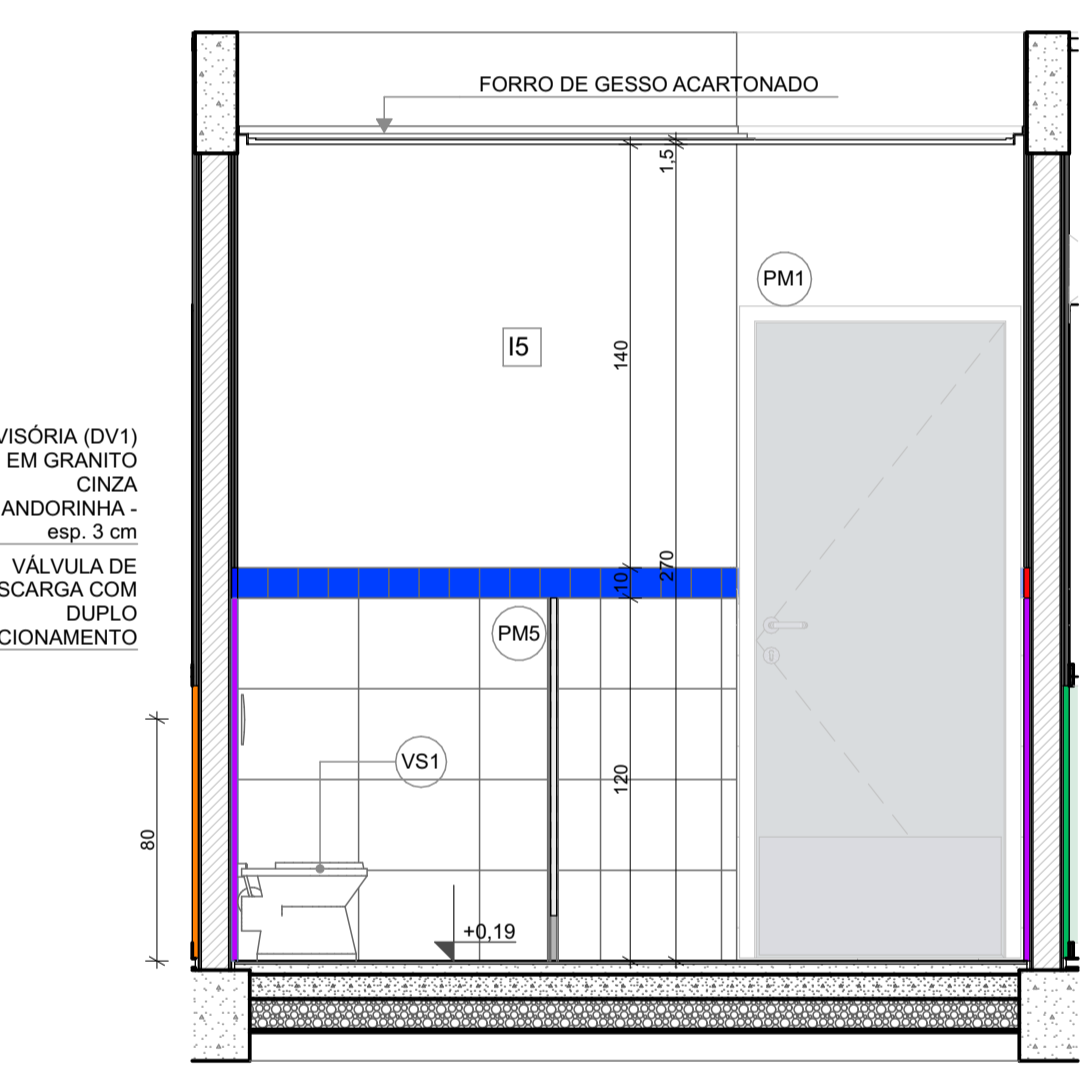 FORRO DE GESSO ACARTONADO
1,5
PM1
I5
140
VISÓRIA (DV1)
EM GRANITO
CINZA
ANDORINHA -
esp. 3 cm
VÁLVULA DE
SCARGA COM
DUPLO
CIONAMENTO
10
270
PM5
VS1
120
80
+0,19